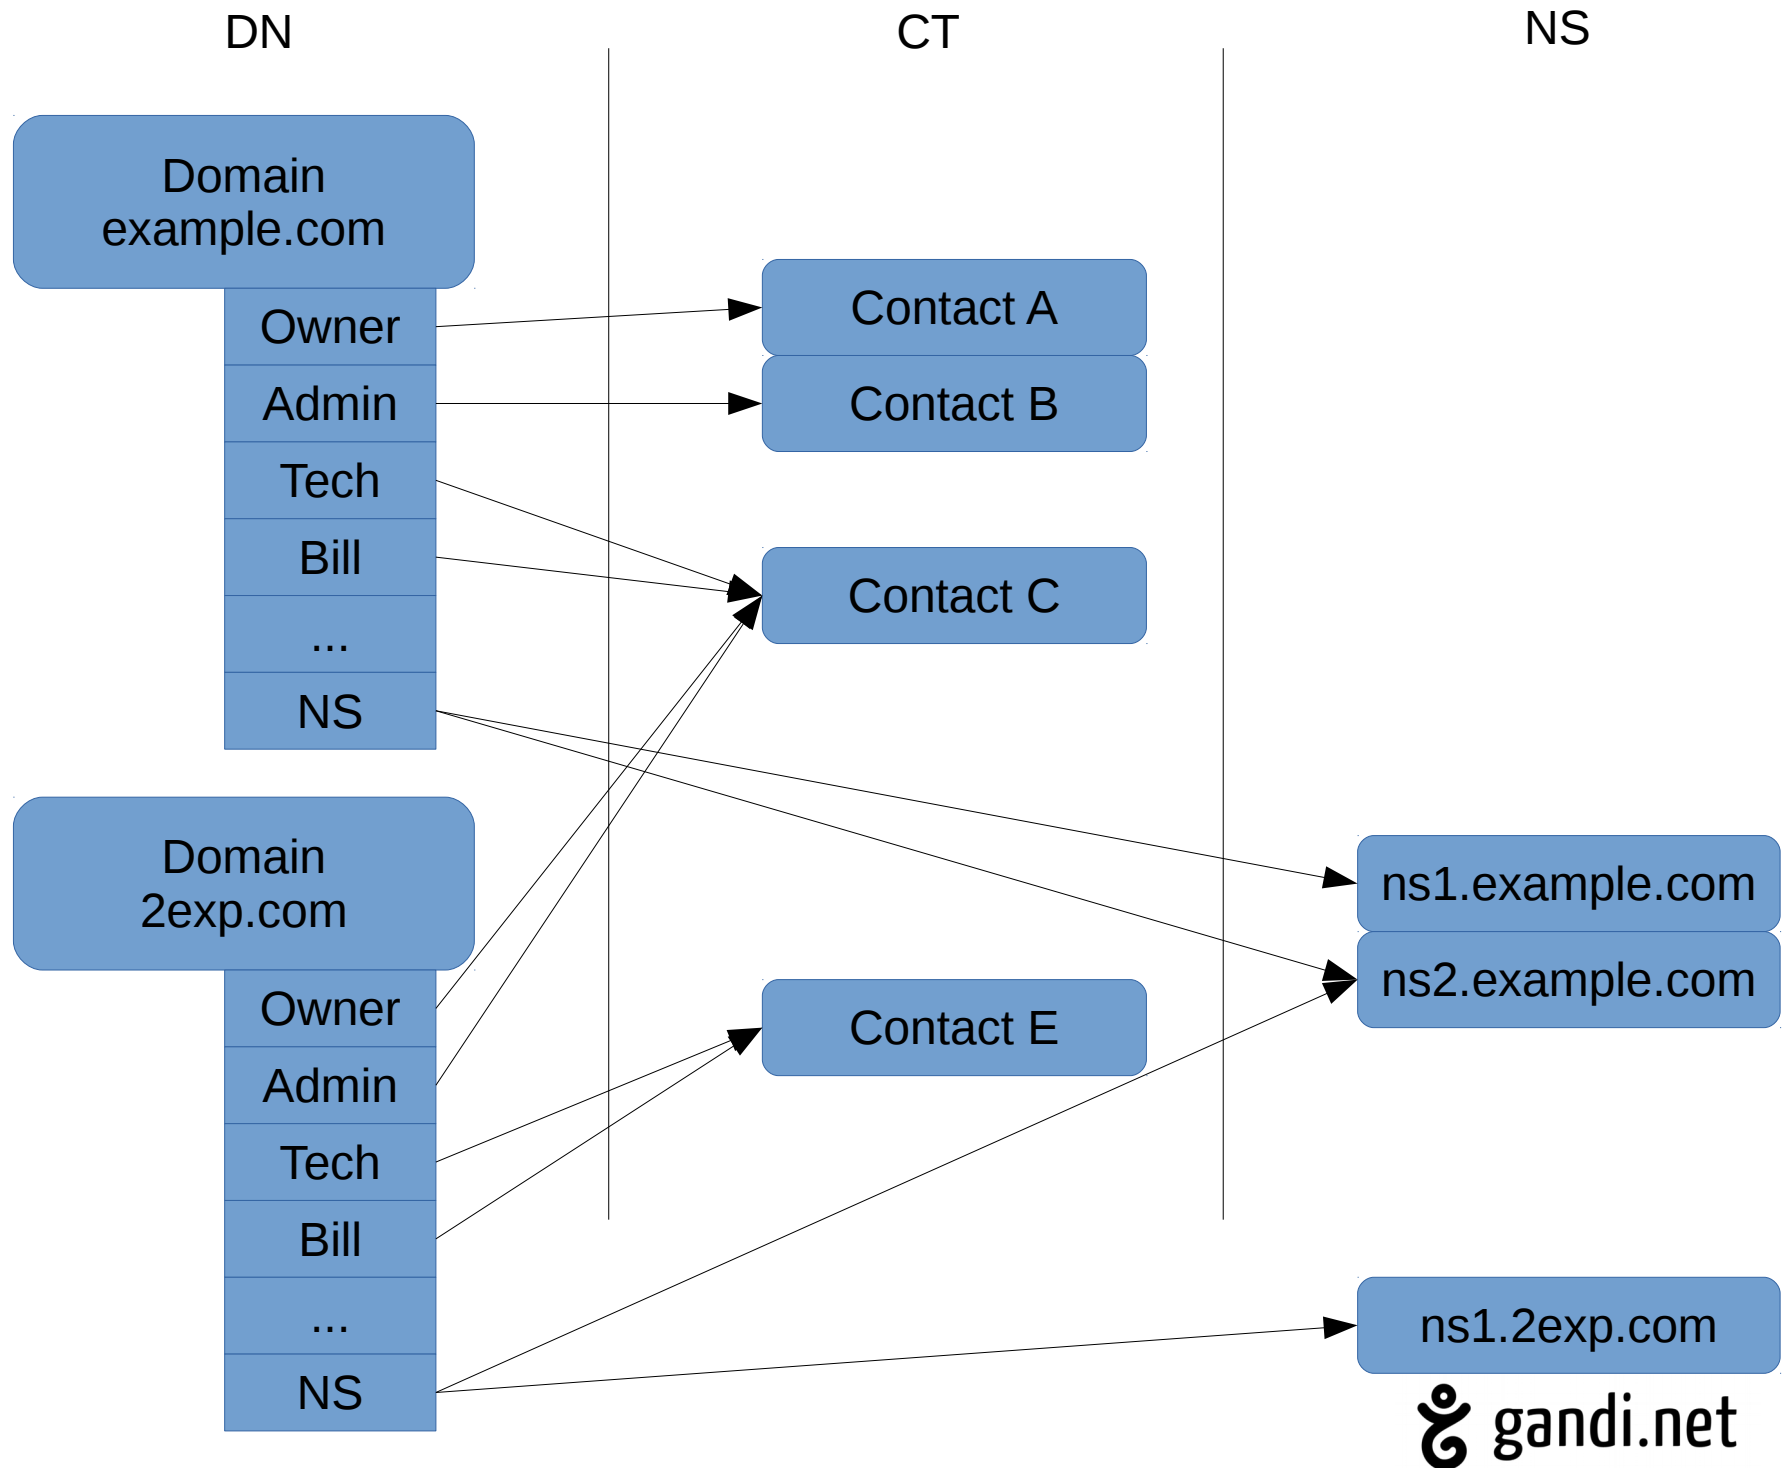 DN
CT
NS
Domain
example.com
Owner
Admin
Tech
Bill
...
NS
Contact A
Contact B
Contact C
Domain
2exp.com
Owner
Admin
Tech
Bill
...
NS
Contact E
ns1.example.com
ns2.example.com
ns1.2exp.com
gandi.net